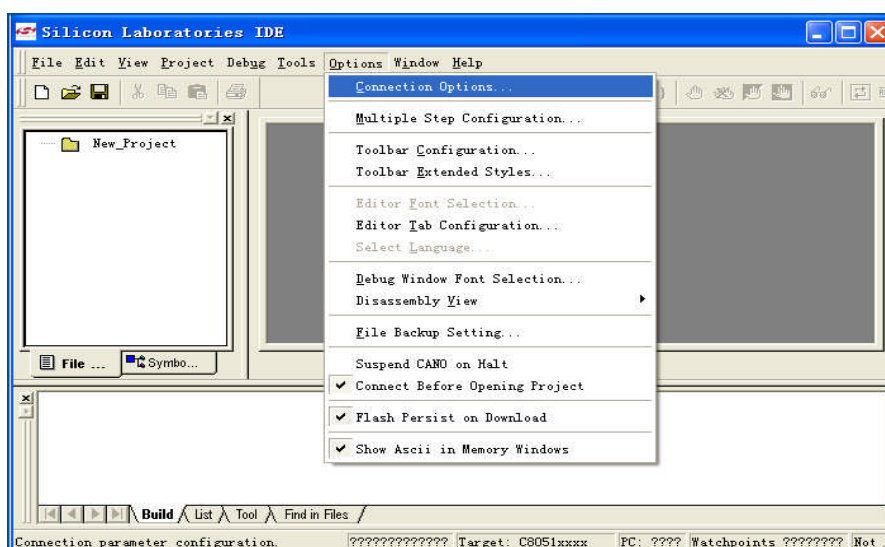 Silicon Laboratories IDE
File Edit View Project Debug Tools Options Window Help
Connection Options...
Multiple Step Configuration...
Toolbar Configuration...
Toolbar Extended Styles...
Editor Font Selection...
Editor Tab Configuration...
Select Language...
Debug Window Font Selection...
Disassembly View
File Backup Setting...
Suspend CAN0 on Halt
Connect Before Opening Project
Flash Persist on Download
Show Ascii in Memory Windows
New_Project
File ... Symbo...
Build List Tool Find in Files
Connection parameter configuration. ????????????? Target: C8051xxxx PC: ???? Watchpoints ???????? Not